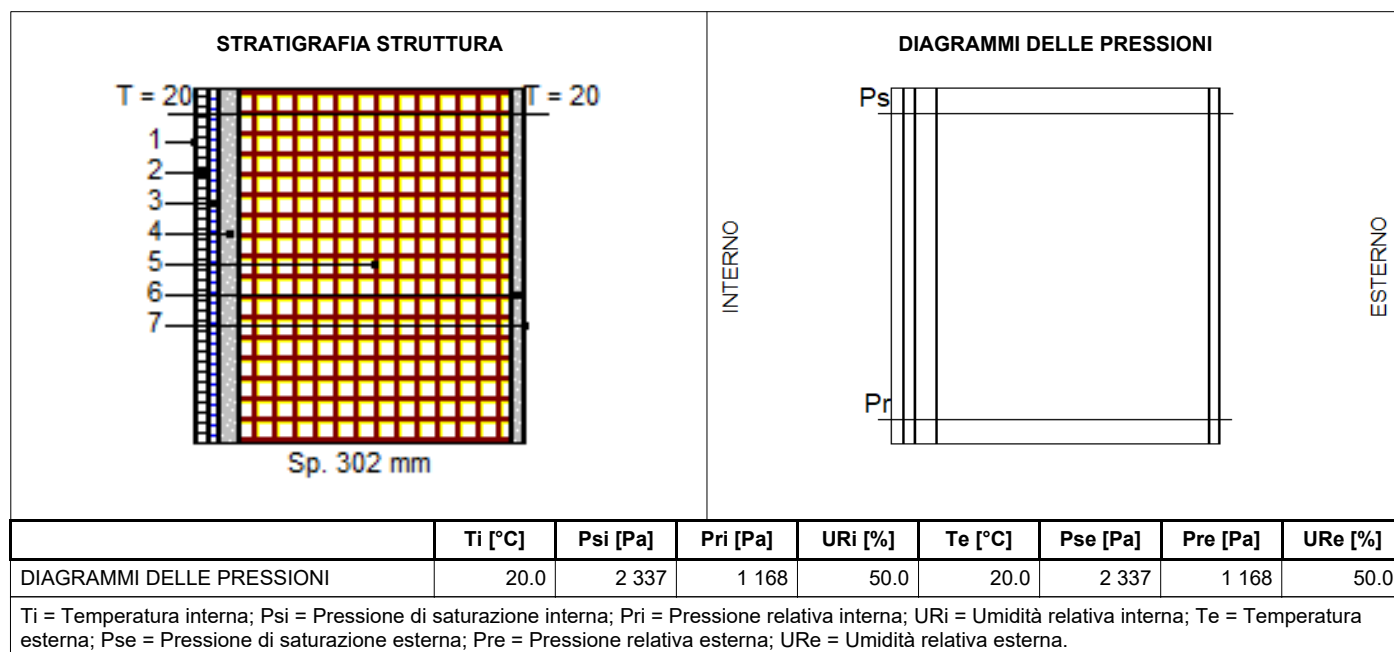 STRATIGRAFIA STRUTTURA
T = 20
T = 20
1
2
3
4
5
6
7
Sp. 302 mm
DIAGRAMMI DELLE PRESSIONI
Ps
Pr
INTERNO
ESTERNO
Ti [°C] Psi [Pa] Pri [Pa] URi [%] Te [°C] Pse [Pa] Pre [Pa] URe [%]
DIAGRAMMI DELLE PRESSIONI 20.0 2 337 1 168 50.0 20.0 2 337 1 168 50.0
Ti = Temperatura interna; Psi = Pressione di saturazione interna; Pri = Pressione relativa interna; URi = Umidità relativa interna; Te = Temperatura
esterna; Pse = Pressione di saturazione esterna; Pre = Pressione relativa esterna; URe = Umidità relativa esterna.